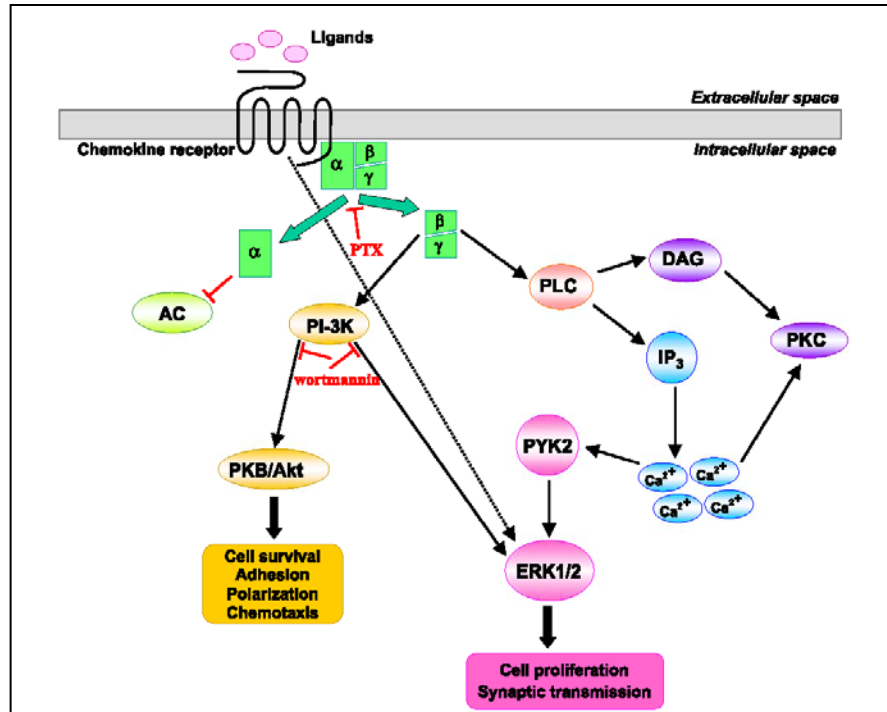 Ligands
Extracellular space
Chemokine receptor
Intracellular space
α
β
γ
PTX
α
β
γ
AC
PI-3K
wortmannin
PLC
DAG
IP₃
PKC
PYK2
Ca²⁺
Ca²⁺
Ca²⁺
Ca²⁺
PKB/Akt
Cell survival
Adhesion
Polarization
Chemotaxis
ERK1/2
Cell proliferation
Synaptic transmission